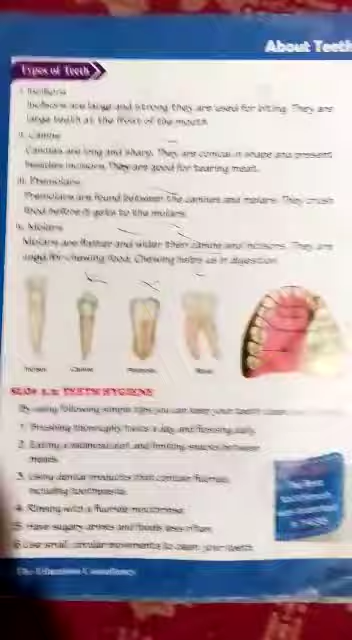 About Teeth
Types of Teeth
i. Incisors
Incisors are large and strong they are used for biting. They are
large teeth at the front of the mouth.
ii. Canine
Canines are long and sharp. They are conical in shape and present
besides incisors. They are good for tearing meat.
iii. Premolars
Premolars are found between the canines and molars. They crush
food before it gets to the molars.
iv. Molars
Molars are flatter and wider than canine and incisors. They are
used for chewing food. Chewing helps us in digestion.
Incisor Canine Premolar Molar
TEETH HYGIENE
By using following simple tips you can keep your teeth clean
1. Brushing thoroughly twice a day and flossing daily.
2. Eating a balanced diet and limiting snacks between
meals.
3. Using dental products that contain fluoride,
including toothpaste.
4. Rinsing with a fluoride mouthrinse.
5. Have sugary drinks and foods less often.
6. Use small, circular movements to clean your teeth.
The Education Consultancy